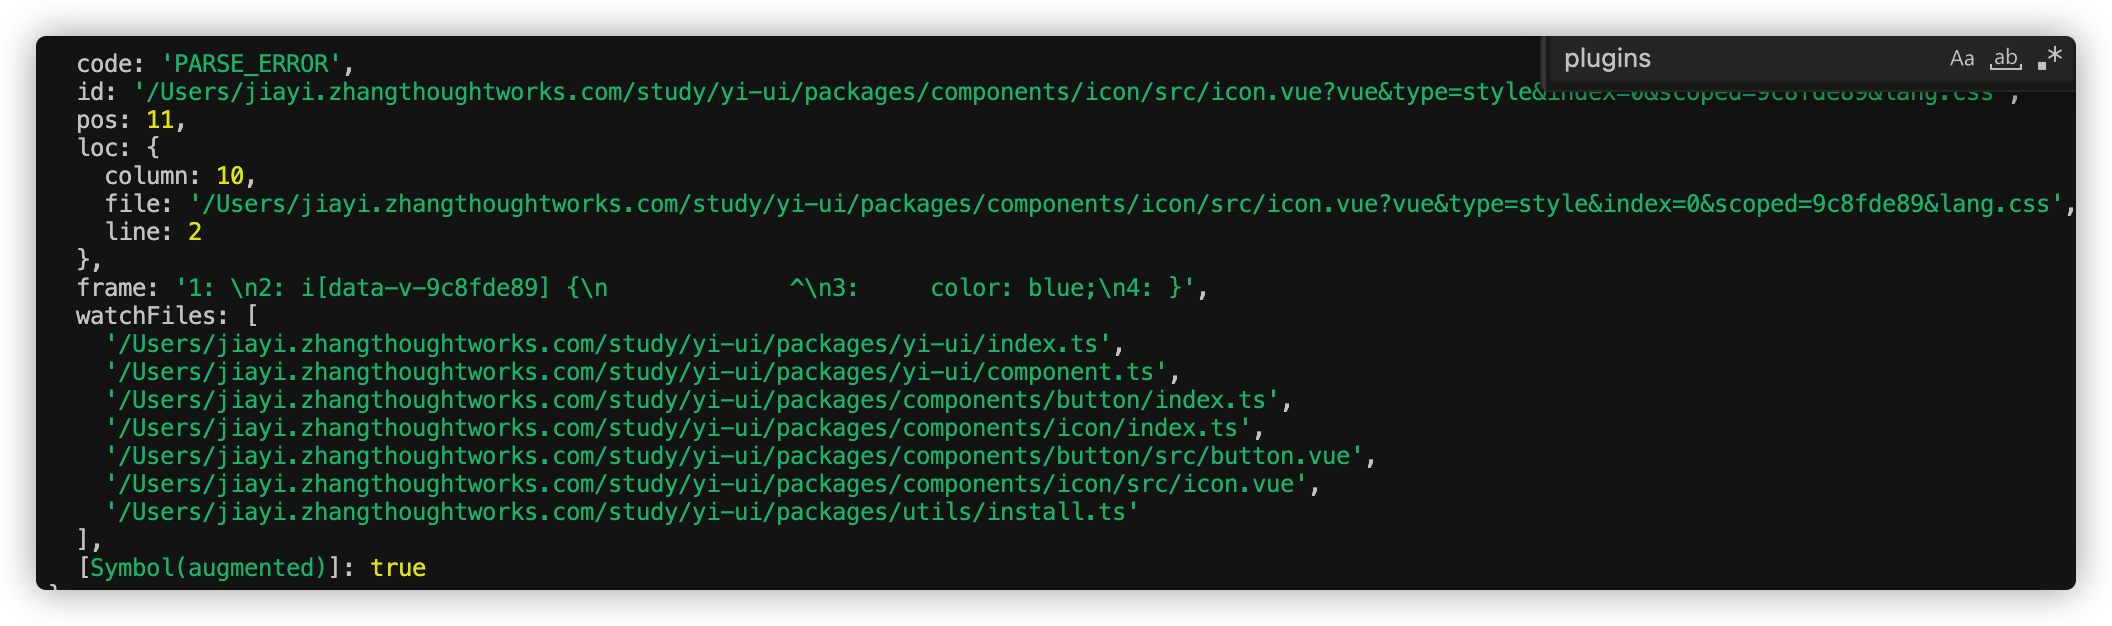 code: 'PARSE_ERROR',
plugins
Aa ab .*
id: '/Users/jiayi.zhangthoughtworks.com/study/yi-ui/packages/components/icon/src/icon.vue?vue&type=style&index=0&scoped=9c8fde89&lang.css',
pos: 11,
loc: {
column: 10,
file: '/Users/jiayi.zhangthoughtworks.com/study/yi-ui/packages/components/icon/src/icon.vue?vue&type=style&index=0&scoped=9c8fde89&lang.css',
line: 2
},
frame: '1: \n2: i[data-v-9c8fde89] {\n             ^\n3:     color: blue;\n4: }',
watchFiles: [
'/Users/jiayi.zhangthoughtworks.com/study/yi-ui/packages/yi-ui/index.ts',
'/Users/jiayi.zhangthoughtworks.com/study/yi-ui/packages/yi-ui/component.ts',
'/Users/jiayi.zhangthoughtworks.com/study/yi-ui/packages/components/button/index.ts',
'/Users/jiayi.zhangthoughtworks.com/study/yi-ui/packages/components/icon/index.ts',
'/Users/jiayi.zhangthoughtworks.com/study/yi-ui/packages/components/button/src/button.vue',
'/Users/jiayi.zhangthoughtworks.com/study/yi-ui/packages/components/icon/src/icon.vue',
'/Users/jiayi.zhangthoughtworks.com/study/yi-ui/packages/utils/install.ts'
],
[Symbol(augmented)]: true